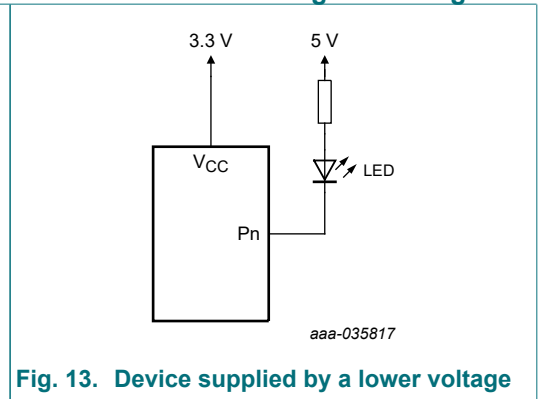 3.3 V
5 V
VCC
LED
Pn
aaa-035817
Fig. 13. Device supplied by a lower voltage